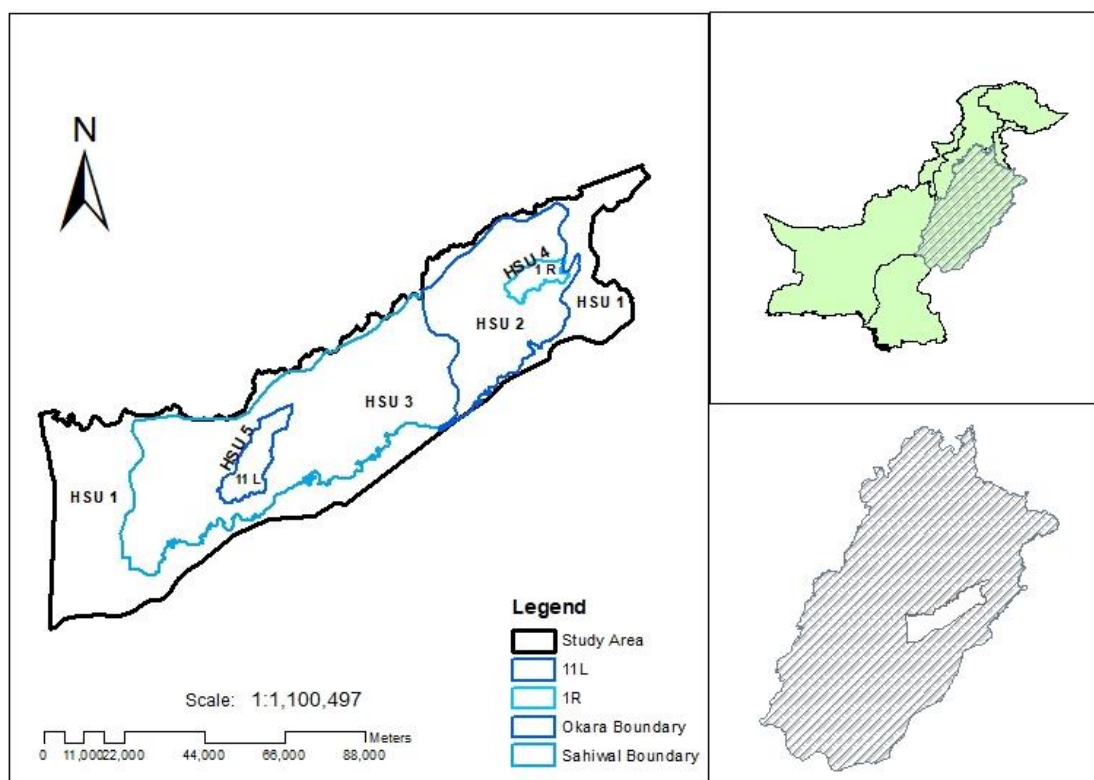 N
HSU 4
1 R
HSU 1
HSU 2
HSU 3
HSU 5
11 L
HSU 1
Legend
Study Area
11L
1R
Okara Boundary
Sahiwal Boundary
Scale: 1:1,100,497
Meters
0 11,000 22,000 44,000 66,000 88,000